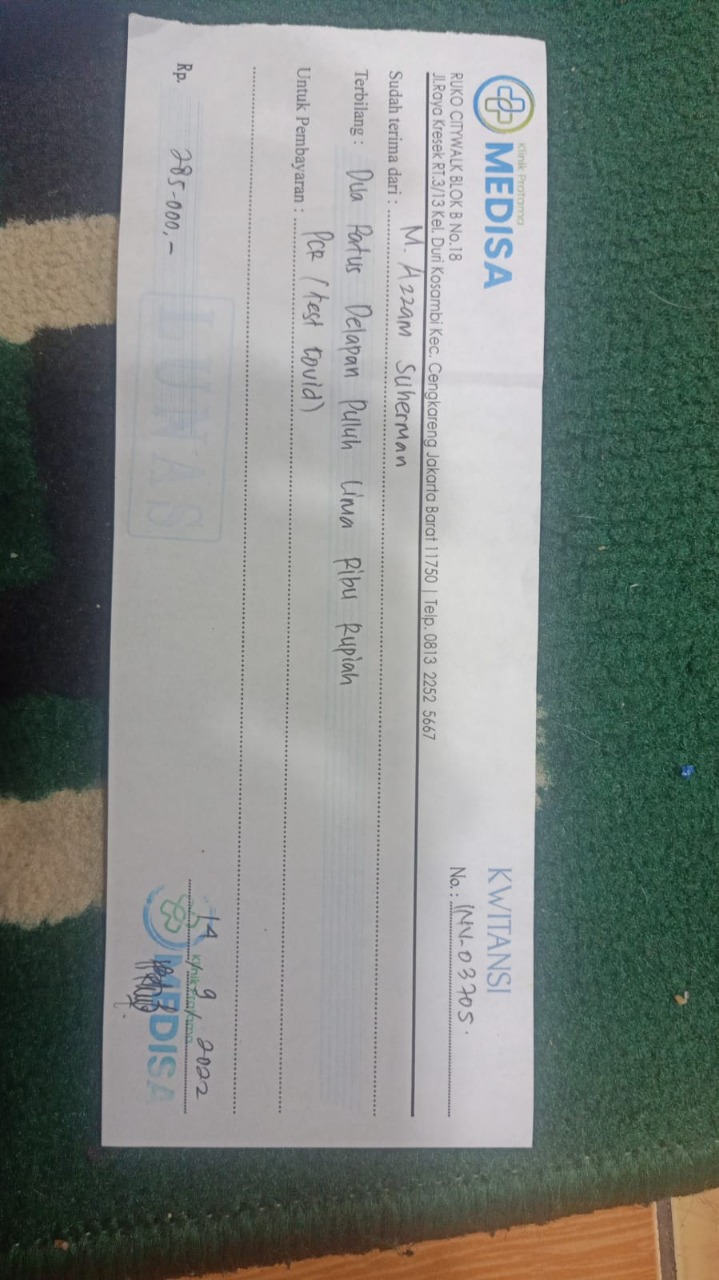 Klinik Pratama
MEDISA
KWITANSI
RUKO CITYWALK BLOK B No.18
Jl.Raya Kresek RT.3/13 Kel. Duri Kosambi Kec. Cengkareng Jakarta Barat 11750 | Telp. 0813 2252 5667
No. : INV-03705.
Sudah terima dari : M. Azzam Suherman
Terbilang : Dua Ratus Delapan Puluh Lima Ribu Rupiah
Untuk Pembayaran : PCR (test Covid)
14 / 9 2022
Rp. 285.000,-
LUNAS
Klinik Pratama
MEDISA